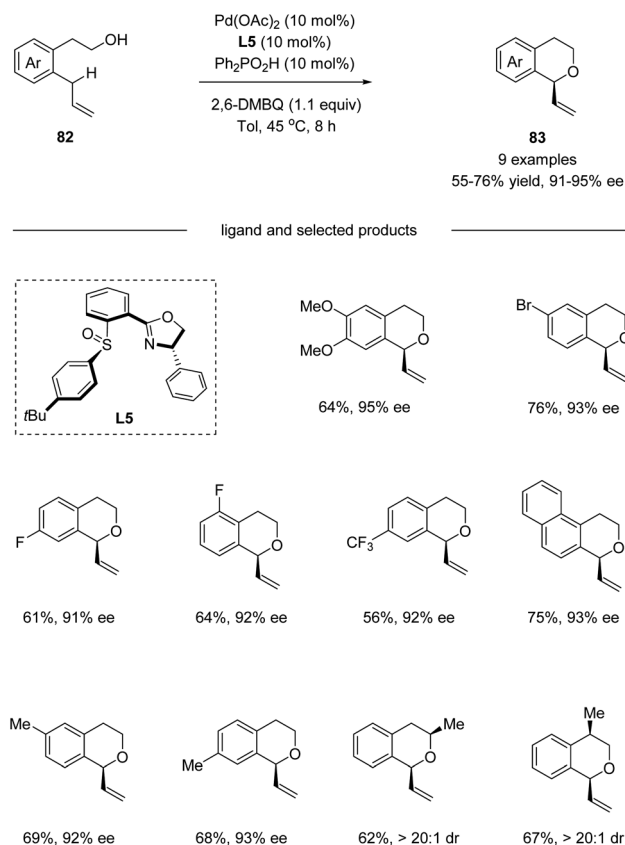 Pd(OAc)2 (10 mol%)
L5 (10 mol%)
Ph2PO2H (10 mol%)
2,6-DMBQ (1.1 equiv)
Tol, 45 °C, 8 h
OH
Ar
H
82
Ar
O
83
9 examples
55-76% yield, 91-95% ee
ligand and selected products
O
O
S
N
tBu
L5
MeO
MeO
O
64%, 95% ee
Br
O
76%, 93% ee
F
O
61%, 91% ee
F
O
64%, 92% ee
CF3
O
56%, 92% ee
O
75%, 93% ee
Me
O
69%, 92% ee
Me
O
68%, 93% ee
Me
O
62%, > 20:1 dr
Me
O
67%, > 20:1 dr